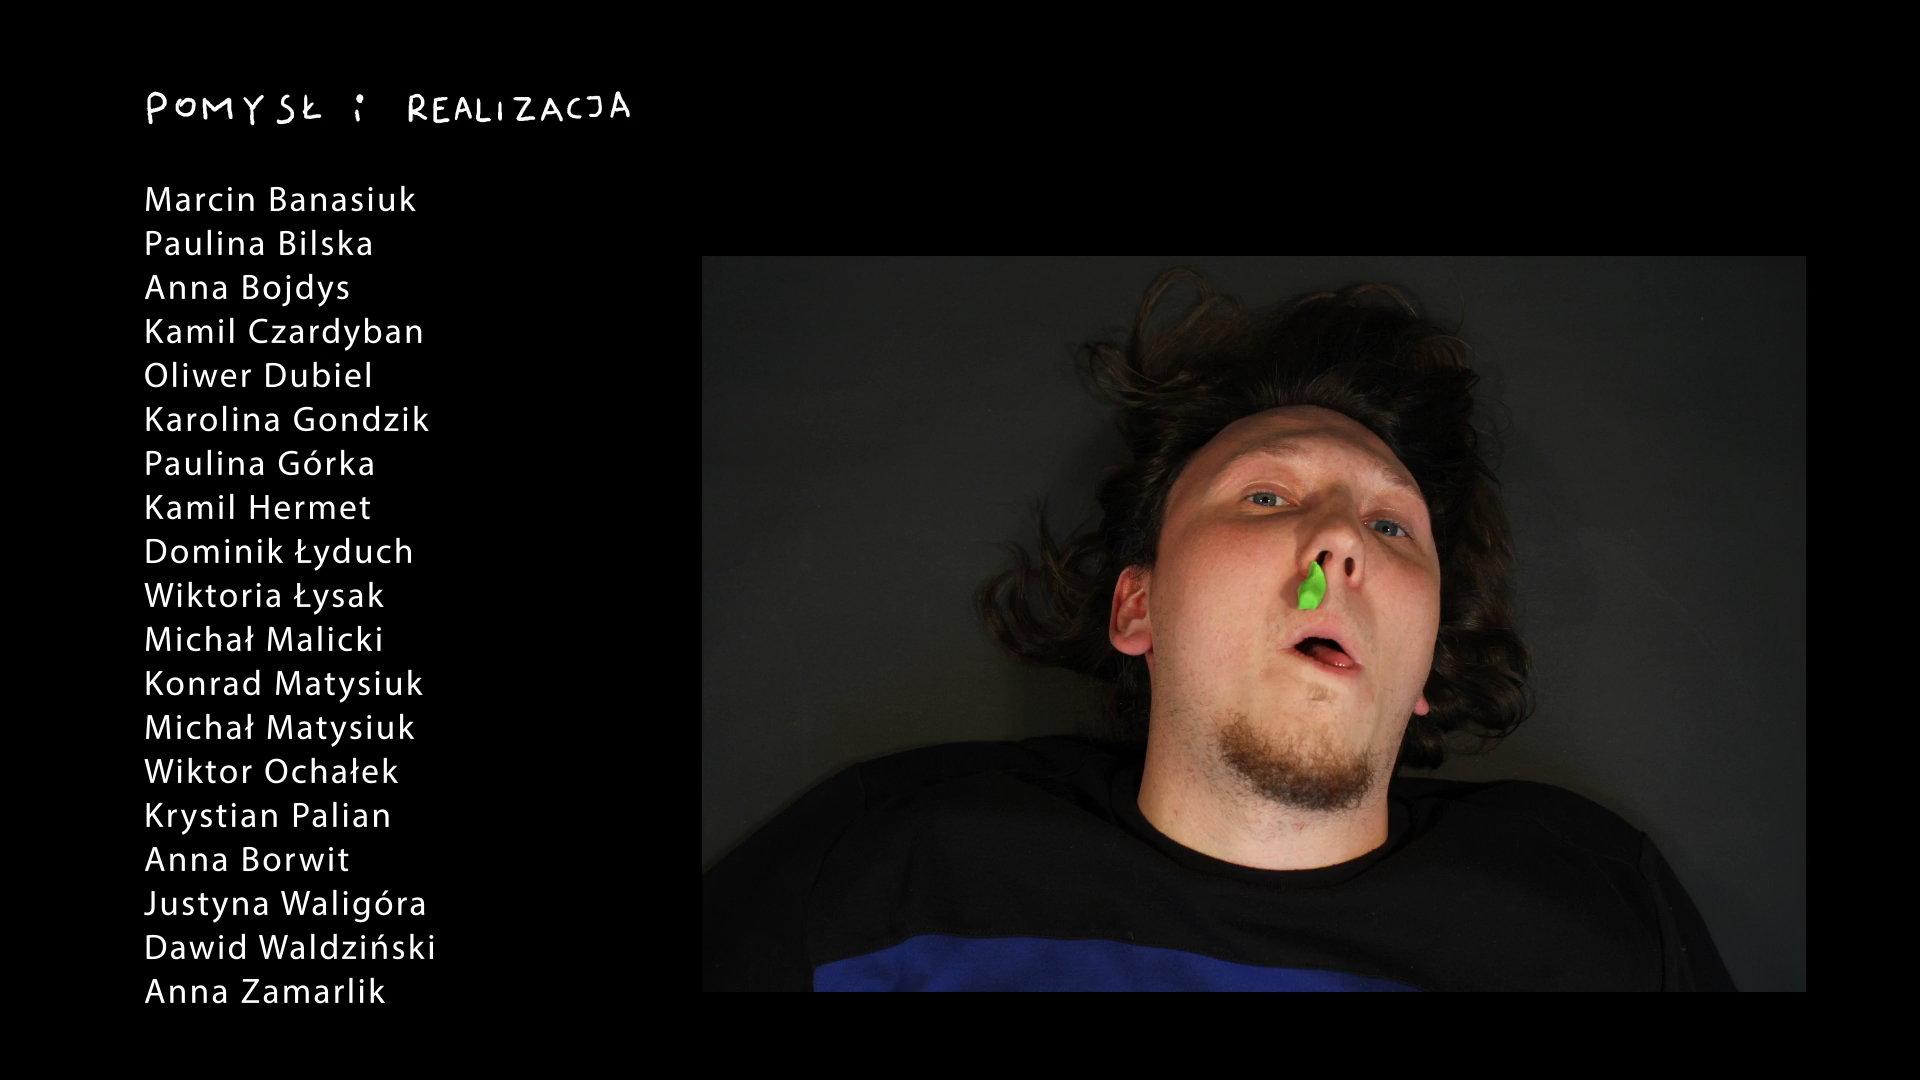 POMYSŁ i REALIZACJA
Marcin Banasiuk
Paulina Bilska
Anna Bojdys
Kamil Czardyban
Oliwer Dubiel
Karolina Gondzik
Paulina Górka
Kamil Hermet
Dominik Łyduch
Wiktoria Łysak
Michał Malicki
Konrad Matysiuk
Michał Matysiuk
Wiktor Ochałek
Krystian Palian
Anna Borwit
Justyna Waligóra
Dawid Waldziński
Anna Zamarlik